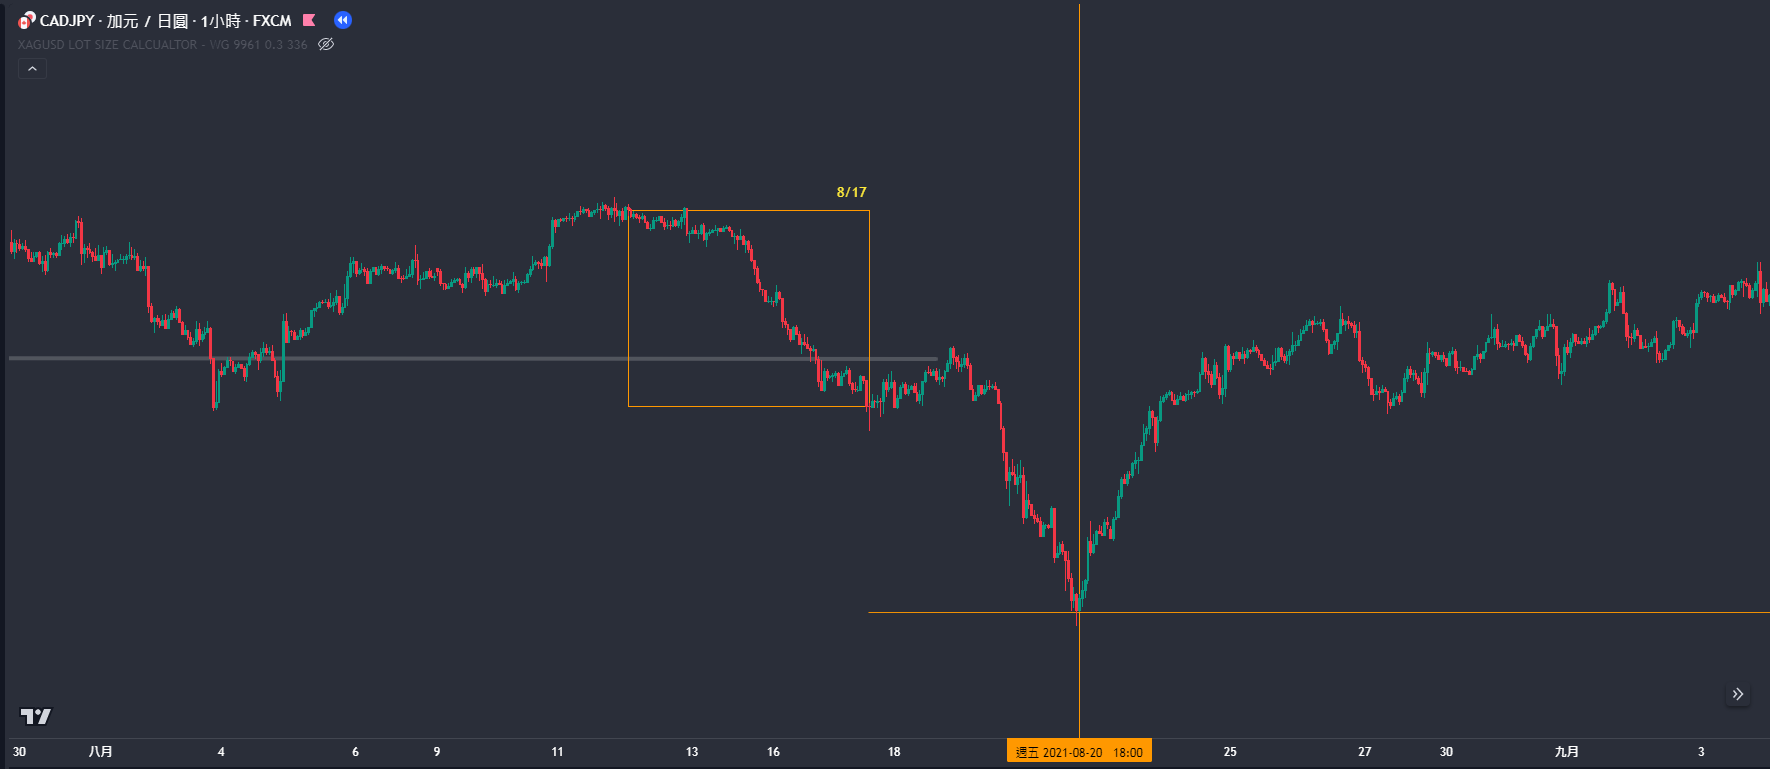 CADJPY · 加元 / 日圓 · 1小時 · FXCM
XAGUSD LOT SIZE CALCUALTOR - WG 9961 0.3 336
8/17
30 八月 4 6 9 11 13 16 18 週五 2021-08-20 18:00 25 27 30 九月 3